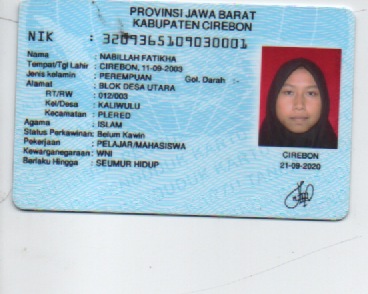 PROVINSI JAWA BARAT
KABUPATEN CIREBON
NIK : 3209365109030001
Nama : NABILLAH FATIKHA
Tempat/Tgl Lahir : CIREBON, 11-09-2003
Jenis kelamin : PEREMPUAN Gol. Darah :-
Alamat : BLOK DESA UTARA
RT/RW : 012/003
Kel/Desa : KALIWULU
Kecamatan : PLERED
Agama : ISLAM
Status Perkawinan: Belum Kawin
Pekerjaan : PELAJAR/MAHASISWA
Kewarganegaraan: WNI
Berlaku Hingga : SEUMUR HIDUP
CIREBON
21-09-2020